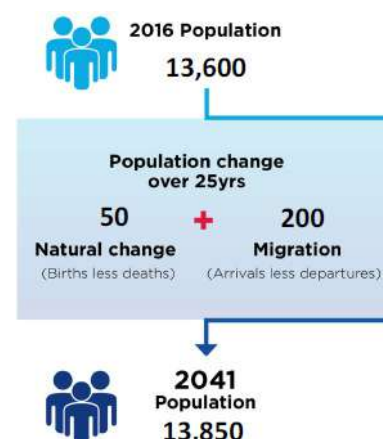 2016 Population
13,600
Population change
over 25yrs
50 + 200
Natural change Migration
(Births less deaths) (Arrivals less departures)
2041
Population
13,850